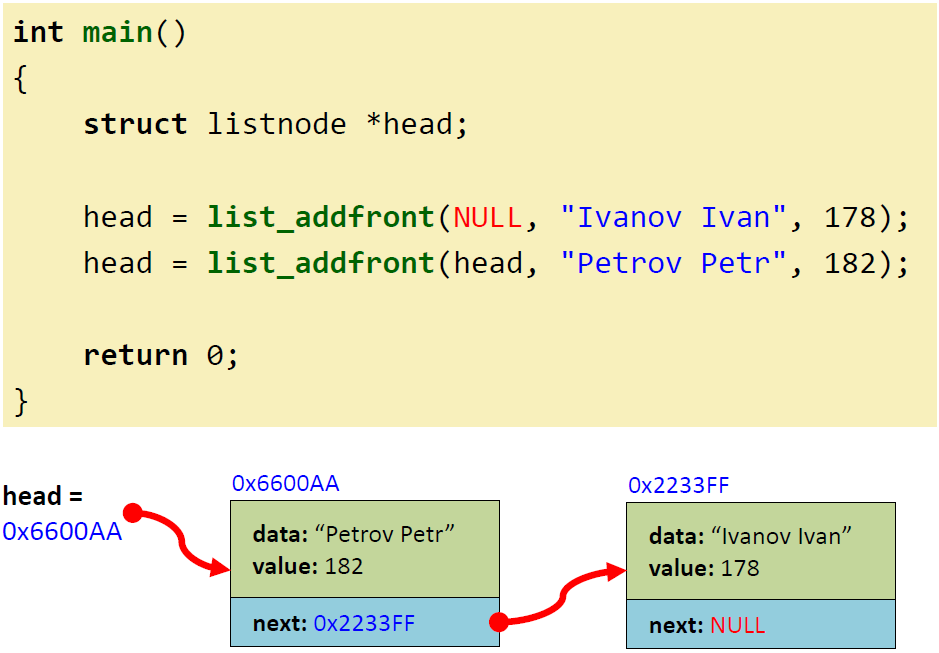 int main()
{
    struct listnode *head;
    head = list_addfront(NULL, "Ivanov Ivan", 178);
    head = list_addfront(head, "Petrov Petr", 182);
    return 0;
}
head =
0x6600AA
0x6600AA
data: “Petrov Petr”
value: 182
next: 0x2233FF
0x2233FF
data: “Ivanov Ivan”
value: 178
next: NULL